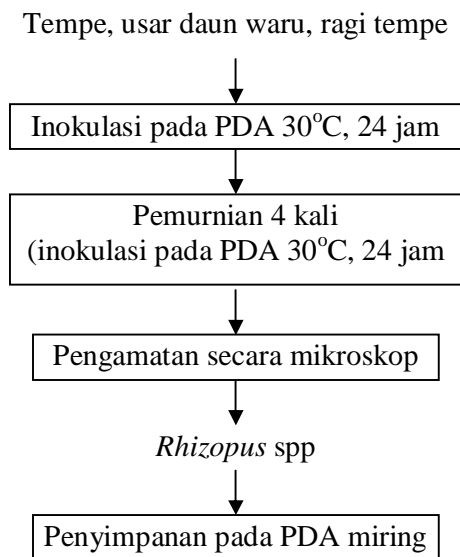 Tempe, usar daun waru, ragi tempe
Inokulasi pada PDA 30°C, 24 jam
Pemurnian 4 kali
(inokulasi pada PDA 30°C, 24 jam
Pengamatan secara mikroskop
Rhizopus spp
Penyimpanan pada PDA miring